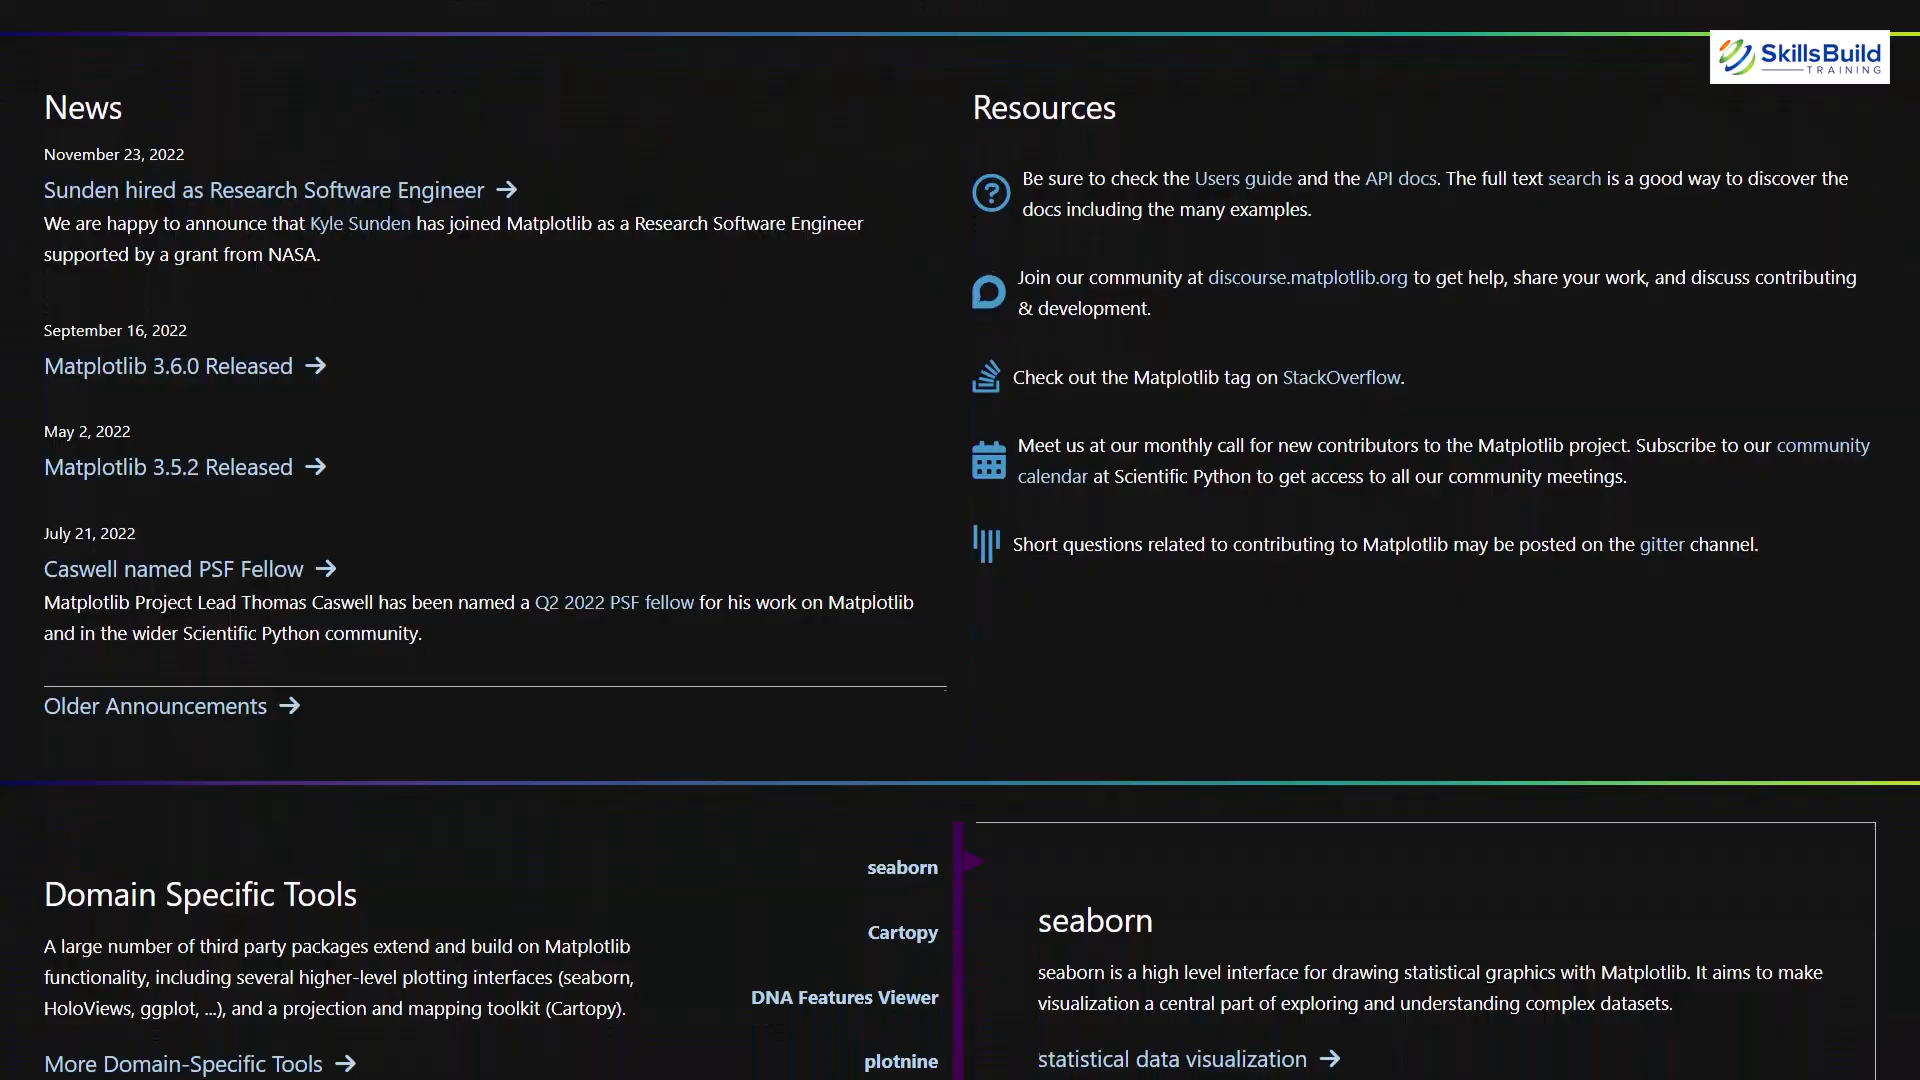 SkillsBuild
TRAINING
News
November 23, 2022
Sunden hired as Research Software Engineer →
We are happy to announce that Kyle Sunden has joined Matplotlib as a Research Software Engineer
supported by a grant from NASA.
September 16, 2022
Matplotlib 3.6.0 Released →
May 2, 2022
Matplotlib 3.5.2 Released →
July 21, 2022
Caswell named PSF Fellow →
Matplotlib Project Lead Thomas Caswell has been named a Q2 2022 PSF fellow for his work on Matplotlib
and in the wider Scientific Python community.
Older Announcements →
Resources
Be sure to check the Users guide and the API docs. The full text search is a good way to discover the
docs including the many examples.
Join our community at discourse.matplotlib.org to get help, share your work, and discuss contributing
& development.
Check out the Matplotlib tag on StackOverflow.
Meet us at our monthly call for new contributors to the Matplotlib project. Subscribe to our community
calendar at Scientific Python to get access to all our community meetings.
Short questions related to contributing to Matplotlib may be posted on the gitter channel.
Domain Specific Tools
A large number of third party packages extend and build on Matplotlib
functionality, including several higher-level plotting interfaces (seaborn,
HoloViews, ggplot, ...), and a projection and mapping toolkit (Cartopy).
More Domain-Specific Tools →
seaborn
Cartopy
DNA Features Viewer
plotnine
seaborn
seaborn is a high level interface for drawing statistical graphics with Matplotlib. It aims to make
visualization a central part of exploring and understanding complex datasets.
statistical data visualization →